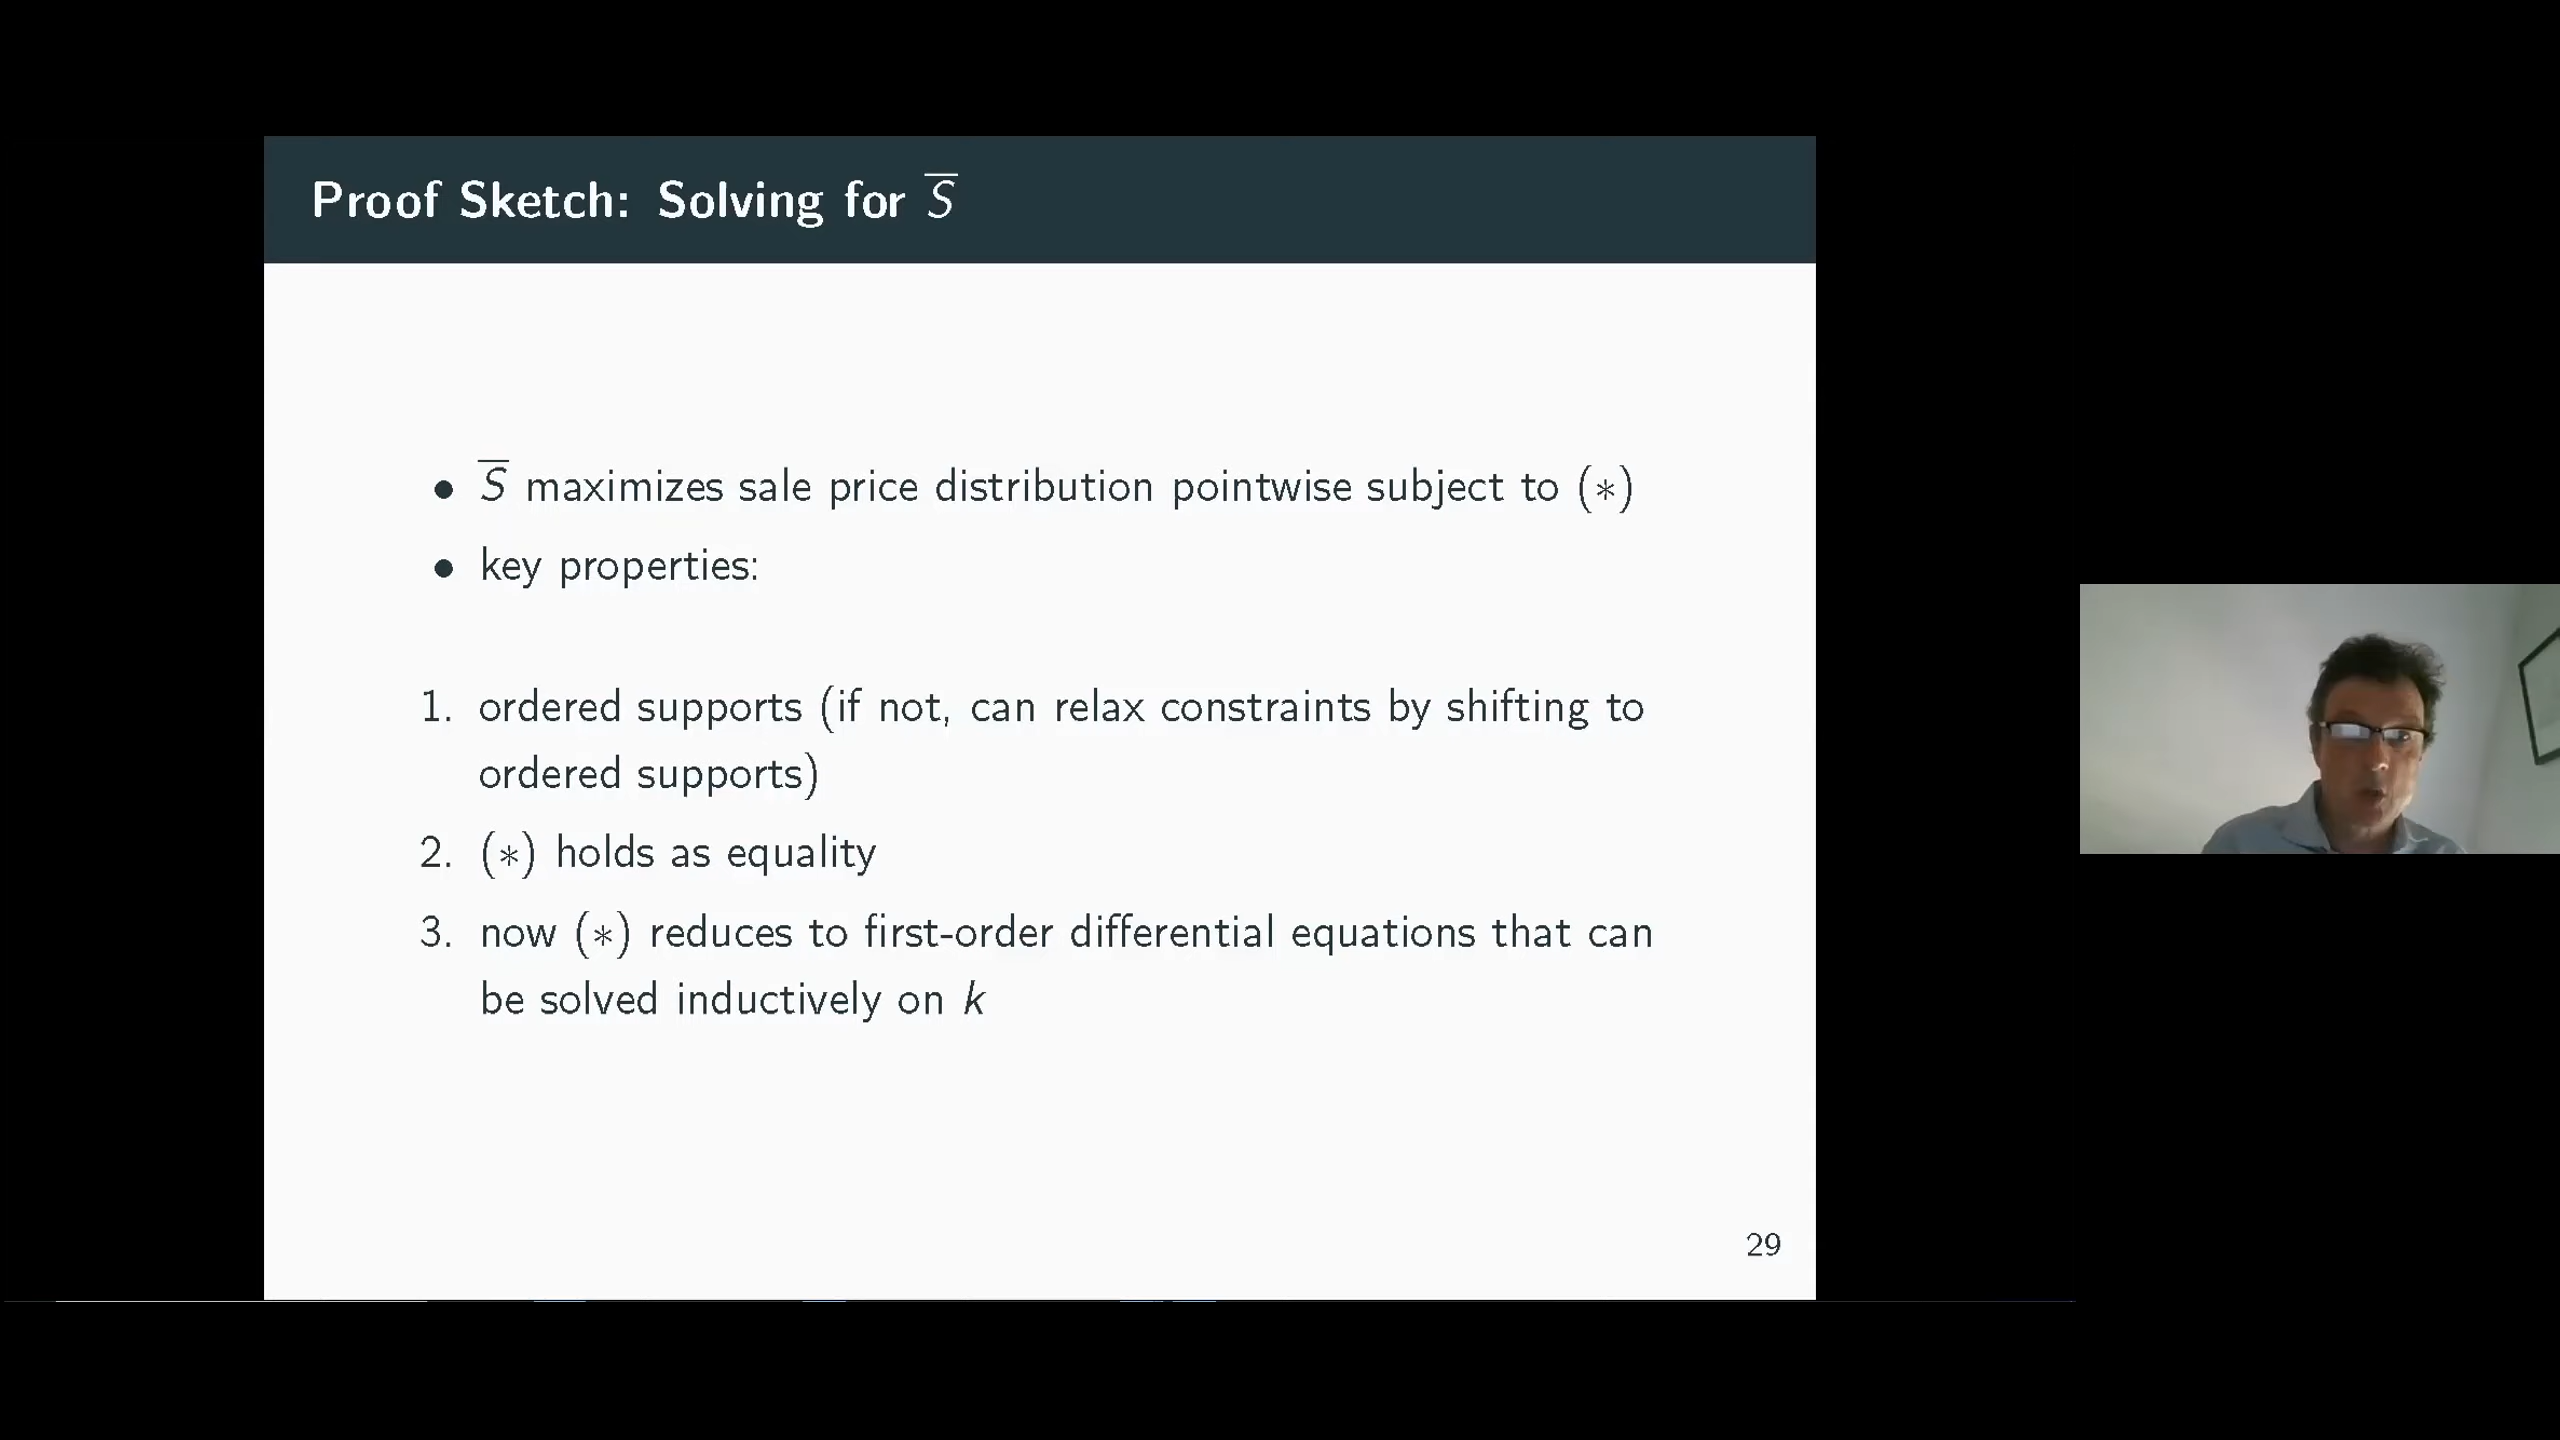 Proof Sketch: Solving for S̅
• S̅ maximizes sale price distribution pointwise subject to (∗)
• key properties:
1. ordered supports (if not, can relax constraints by shifting to
ordered supports)
2. (∗) holds as equality
3. now (∗) reduces to first-order differential equations that can
be solved inductively on k
29